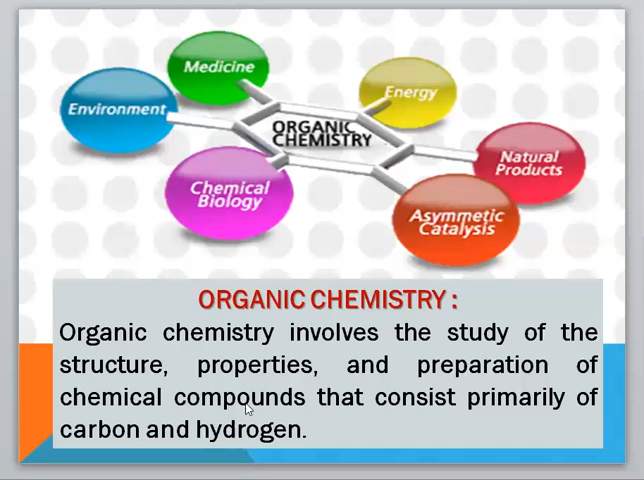 Medicine
Energy
Environment
ORGANIC
CHEMISTRY
Natural
Products
Chemical
Biology
Asymmetic
Catalysis
ORGANIC CHEMISTRY :
Organic chemistry involves the study of the
structure, properties, and preparation of
chemical compounds that consist primarily of
carbon and hydrogen.